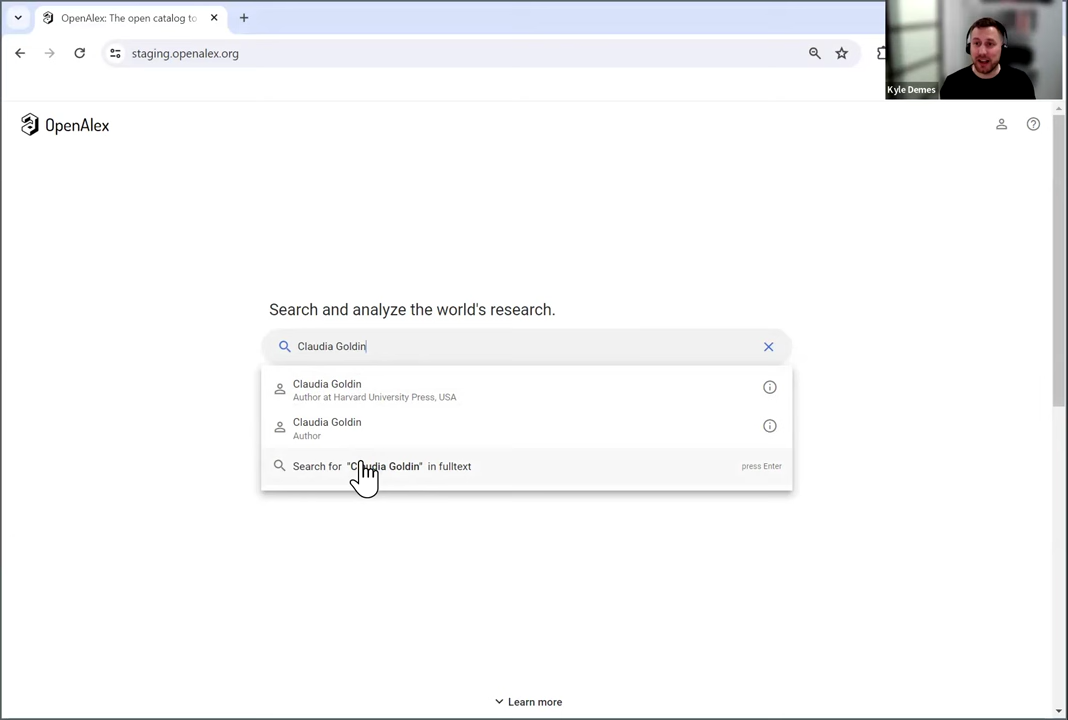 OpenAlex: The open catalog to
staging.openalex.org
Kyle Demes
OpenAlex
Search and analyze the world's research.
Claudia Goldin
Claudia Goldin
Author at Harvard University Press, USA
Claudia Goldin
Author
Search for "Claudia Goldin" in fulltext
press Enter
Learn more